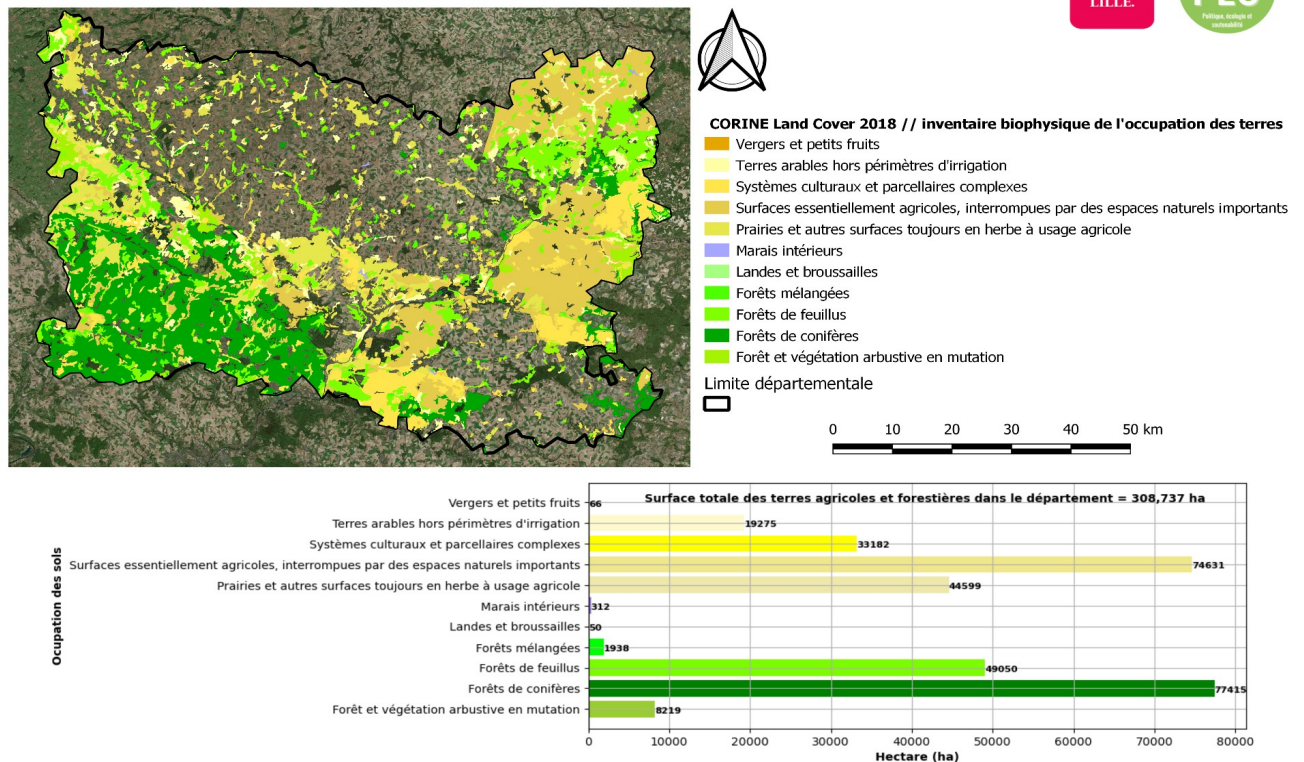 LILLE.
Politique, écologie et
soutenabilité
CORINE Land Cover 2018 // inventaire biophysique de l'occupation des terres
Vergers et petits fruits
Terres arables hors périmètres d'irrigation
Systèmes culturaux et parcellaires complexes
Surfaces essentiellement agricoles, interrompues par des espaces naturels importants
Prairies et autres surfaces toujours en herbe à usage agricole
Marais intérieurs
Landes et broussailles
Forêts mélangées
Forêts de feuillus
Forêts de conifères
Forêt et végétation arbustive en mutation
Limite départementale
0 10 20 30 40 50 km
Surface totale des terres agricoles et forestières dans le département = 308,737 ha
Ocupation des sols
Vergers et petits fruits 66
Terres arables hors périmètres d'irrigation 19275
Systèmes culturaux et parcellaires complexes 33182
Surfaces essentiellement agricoles, interrompues par des espaces naturels importants 74631
Prairies et autres surfaces toujours en herbe à usage agricole 44599
Marais intérieurs 312
Landes et broussailles 50
Forêts mélangées 1938
Forêts de feuillus 49050
Forêts de conifères 77415
Forêt et végétation arbustive en mutation 8219
0 10000 20000 30000 40000 50000 60000 70000 80000
Hectare (ha)